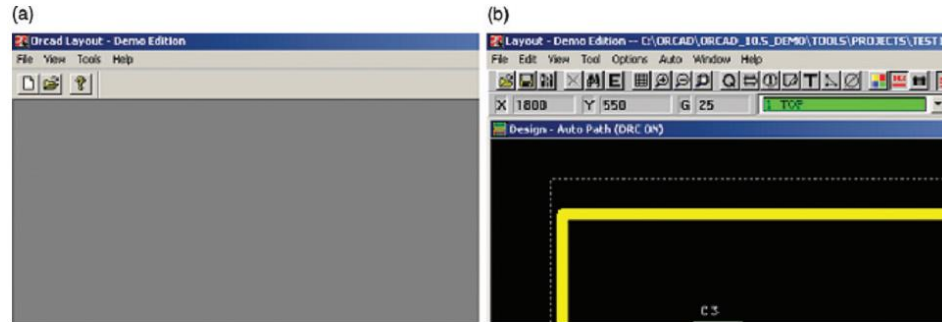 (a)
Orcad Layout - Demo Edition
File View Tools Help
(b)
Layout - Demo Edition -- C:\ORCAD\ORCAD_10.5_DEMO\TOOLS\PROJECTS\TEST
File Edit View Tool Options Auto Window Help
E Q T
X 1800 Y 550 G 25 1 TOP
Design - Auto Path (DRC ON)
C3